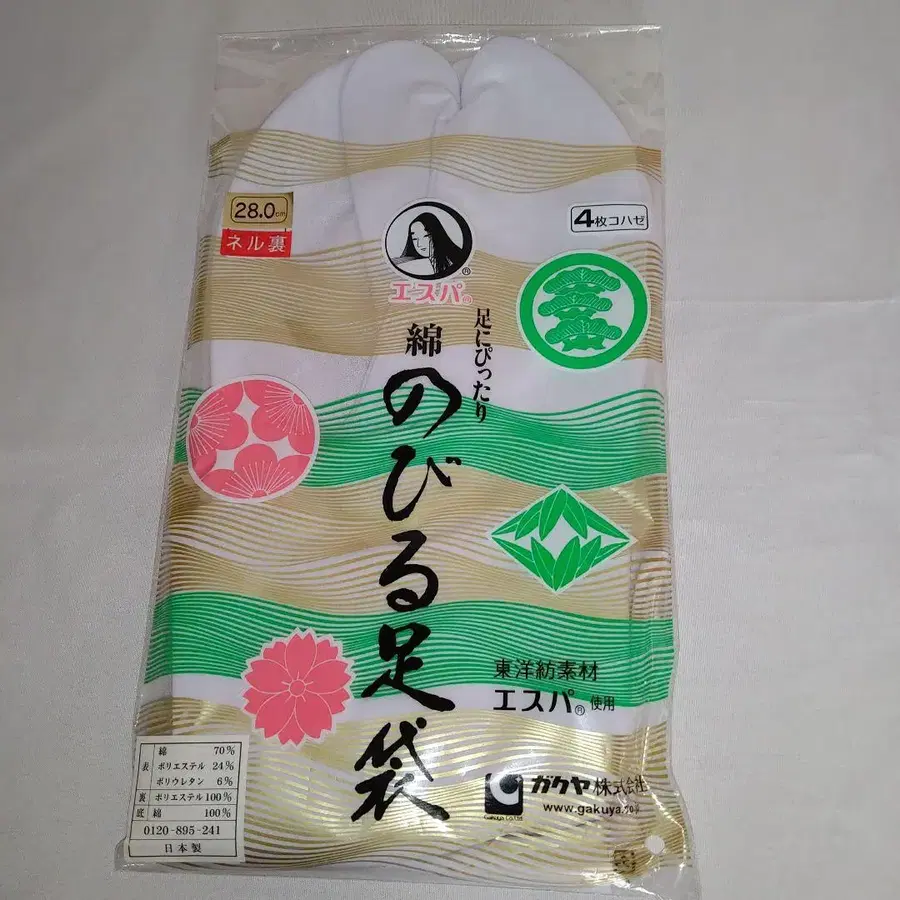 28.0cm
ネル裏
4枚コハゼ
エスパ®
足にぴったり
綿
のびる足袋
東洋紡素材
エスパ® 使用
ガクヤ株式会社
www.gakuya.co.jp
表 綿 70%
ポリエステル 24%
ポリウレタン 6%
裏 ポリエステル 100%
底 綿 100%
0120-895-241
日本製